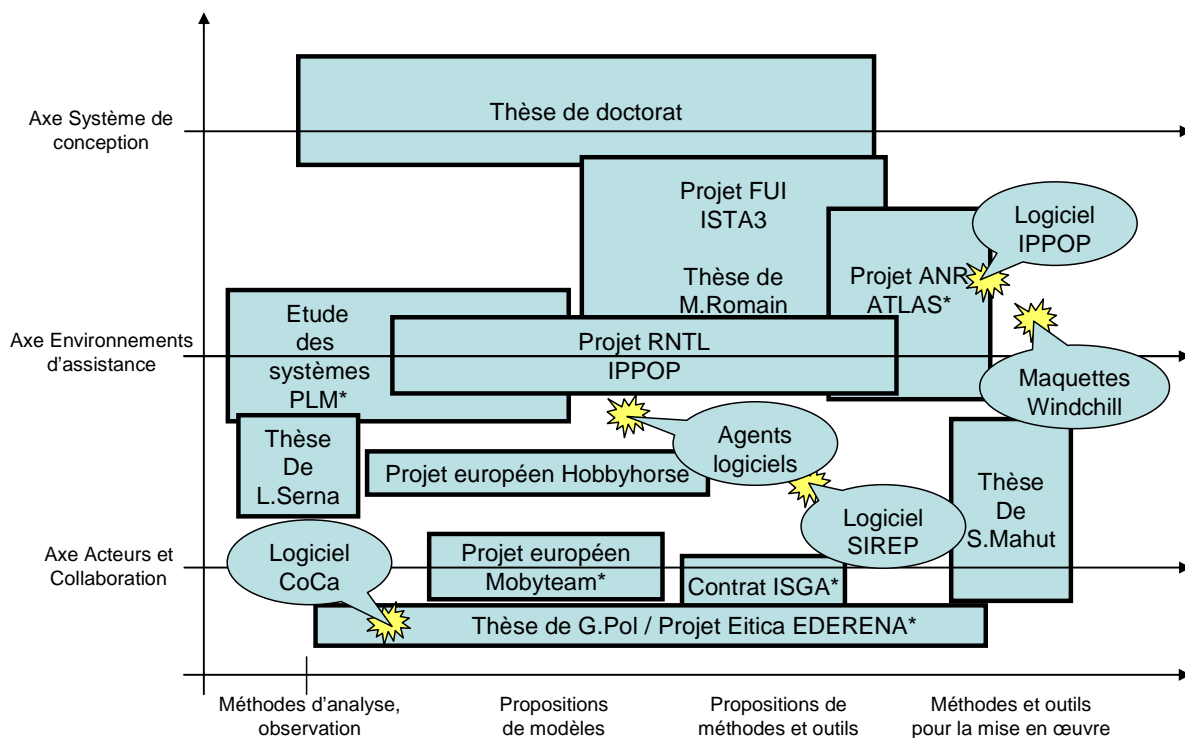 Axe Système de
conception
Thèse de doctorat
Projet FUI
ISTA3
Thèse de
M.Romain
Logiciel
IPPOP
Projet ANR
ATLAS*
Axe Environnements
d'assistance
Etude
des
systèmes
PLM*
Projet RNTL
IPPOP
Maquettes
Windchill
Thèse
De
L.Serna
Projet européen Hobbyhorse
Agents
logiciels
Logiciel
SIREP
Thèse
De
S.Mahut
Axe Acteurs et
Collaboration
Logiciel
CoCa
Projet européen
Mobyteam*
Contrat ISGA*
Thèse de G.Pol / Projet Eitica EDERENA*
Méthodes d'analyse,
observation
Propositions
de modèles
Propositions de
méthodes et outils
Méthodes et outils
pour la mise en œuvre